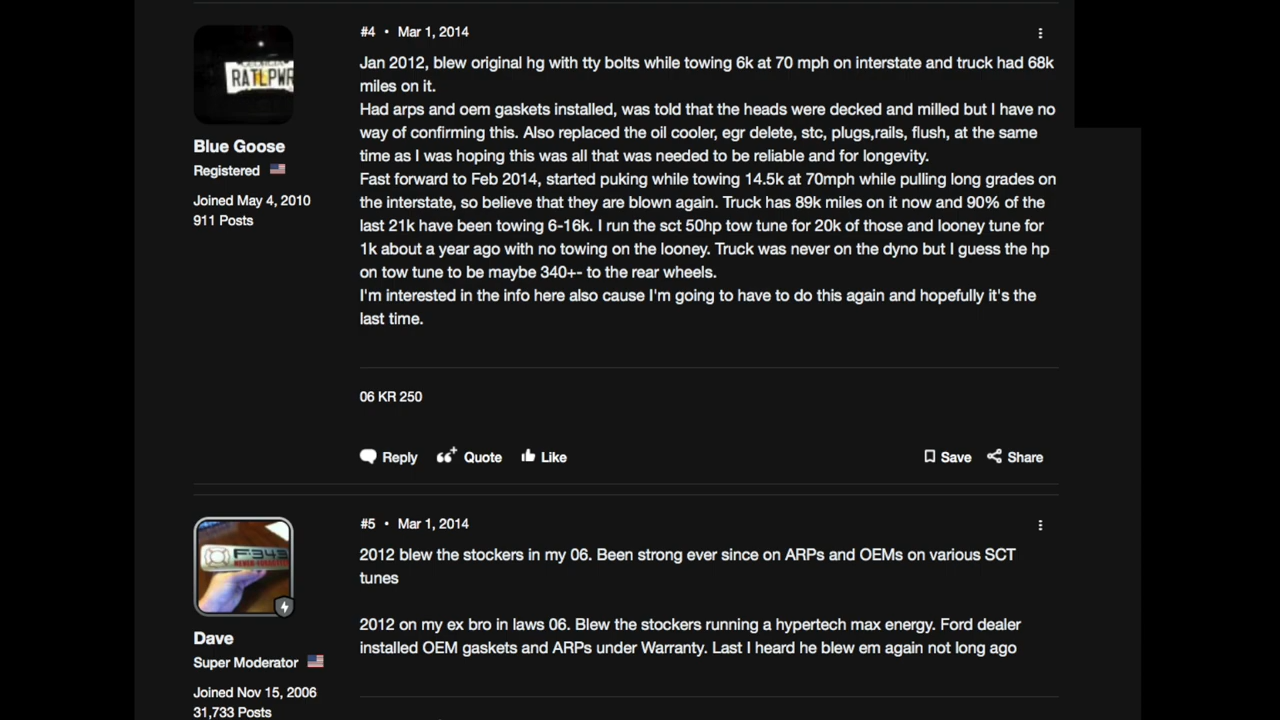 #4 • Mar 1, 2014
RATLPWR
Jan 2012, blew original hg with tty bolts while towing 6k at 70 mph on interstate and truck had 68k
miles on it.
Had arps and oem gaskets installed, was told that the heads were decked and milled but I have no
way of confirming this. Also replaced the oil cooler, egr delete, stc, plugs,rails, flush, at the same
time as I was hoping this was all that was needed to be reliable and for longevity.
Fast forward to Feb 2014, started puking while towing 14.5k at 70mph while pulling long grades on
the interstate, so believe that they are blown again. Truck has 89k miles on it now and 90% of the
last 21k have been towing 6-16k. I run the sct 50hp tow tune for 20k of those and looney tune for
1k about a year ago with no towing on the looney. Truck was never on the dyno but I guess the hp
on tow tune to be maybe 340+- to the rear wheels.
I'm interested in the info here also cause I'm going to have to do this again and hopefully it's the
last time.
Blue Goose
Registered
Joined May 4, 2010
911 Posts
06 KR 250
Reply Quote Like Save Share
#5 • Mar 1, 2014
F-343
2012 blew the stockers in my 06. Been strong ever since on ARPs and OEMs on various SCT
tunes
2012 on my ex bro in laws 06. Blew the stockers running a hypertech max energy. Ford dealer
installed OEM gaskets and ARPs under Warranty. Last I heard he blew em again not long ago
Dave
Super Moderator
Joined Nov 15, 2006
31,733 Posts